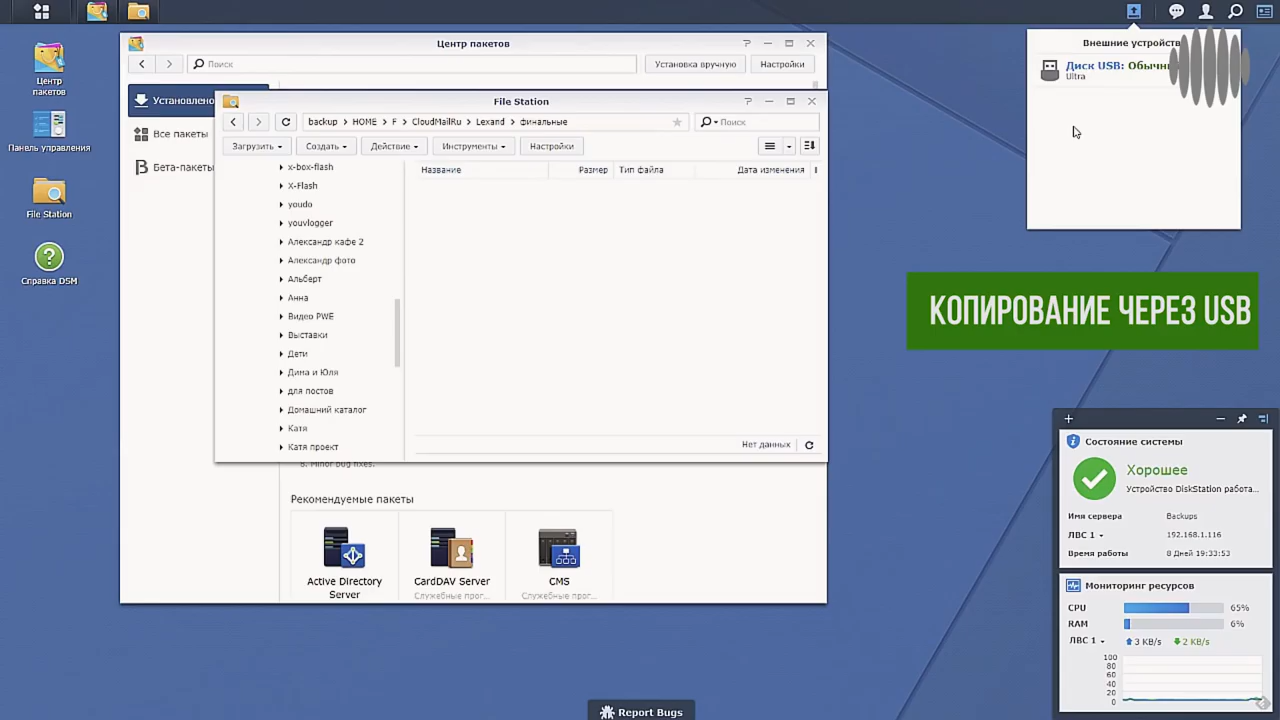 Центр пакетов
Поиск
Установка вручную
Настройки
Установлено
Все пакеты
Бета-пакеты
File Station
backup HOME F CloudMailRu Lexand финальные
Поиск
Загрузить
Создать
Действие
Инструменты
Настройки
x-box-flash
X-Flash
youdo
youvlogger
Александр кафе 2
Александр фото
Альберт
Анна
Видео PWE
Выставки
Дети
Дима и Юля
для постов
Домашний каталог
Катя
Катя проект
Название
Размер
Тип файла
Дата изменения
Нет данных
6. Minor bug fixes.
Рекомендуемые пакеты
Active Directory
Server
CardDAV Server
Служебные прог...
CMS
Служебные прог...
Центр
пакетов
Панель управления
File Station
Справка DSM
Внешние устройств
Диск USB: Обычн
Ultra
КОПИРОВАНИЕ ЧЕРЕЗ USB
Состояние системы
Хорошее
Устройство DiskStation работа...
Имя сервера Backups
ЛВС 1 192.168.1.116
Время работы 8 Дней 19:33:53
Мониторинг ресурсов
CPU 65%
RAM 6%
ЛВС 1 3 KB/s 2 KB/s
100
80
60
40
20
0
Report Bugs